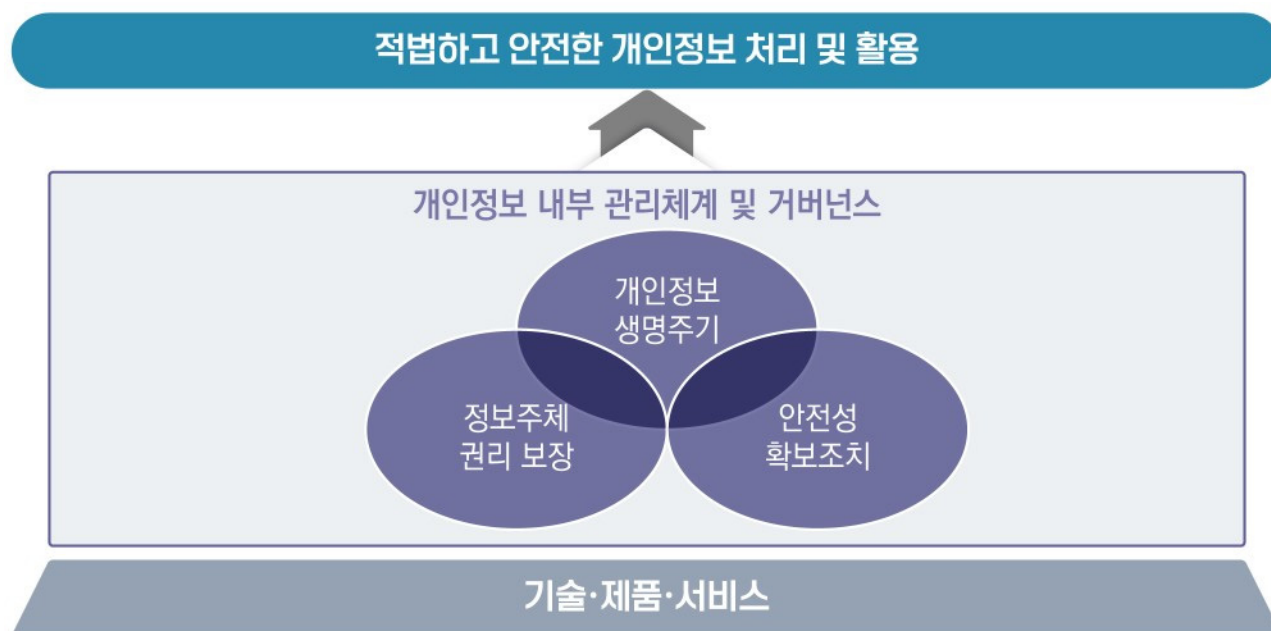 적법하고 안전한 개인정보 처리 및 활용
개인정보 내부 관리체계 및 거버넌스
개인정보
생명주기
정보주체
권리 보장
안전성
확보조치
기술·제품·서비스